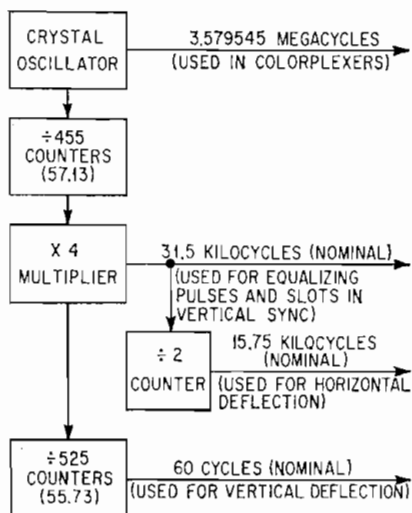 CRYSTAL
OSCILLATOR
3.579545 MEGACYCLES
(USED IN COLORPLEXERS)
÷455
COUNTERS
(57.13)
X 4
MULTIPLIER
31.5 KILOCYCLES (NOMINAL)
(USED FOR EQUALIZING
PULSES AND SLOTS IN
VERTICAL SYNC)
÷ 2
COUNTER
15.75 KILOCYCLES
(NOMINAL)
(USED FOR HORIZONTAL
DEFLECTION)
÷525
COUNTERS
(55.73)
60 CYCLES (NOMINAL)
(USED FOR VERTICAL DEFLECTION)